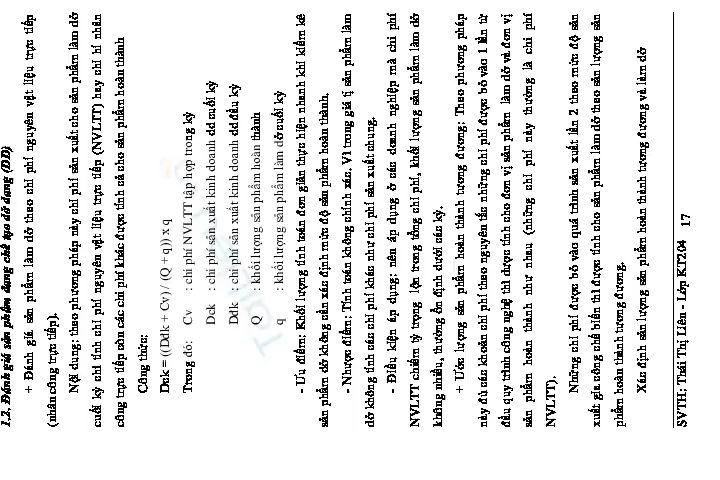 1.2. Đánh giá sản phẩm đang chế tạo dở dang (DD)
+ Đánh giá sản phẩm làm dở theo chi phí nguyên vật liệu trực tiếp
(nhân công trực tiếp).
Nội dung: theo phương pháp này chi phí sản xuất cho sản phẩm làm dở
cuối kỳ chỉ tính chi phí nguyên vật liệu trực tiếp (NVLTT) hay chi hí nhân
công trực tiếp còn các chi phí khác được tính cả cho sản phẩm hoàn thành
Công thức:
Dck = ((Ddk + Cv) / (Q + q)) x q
Trong đó: Cv : chi phí NVLTT tập hợp trong kỳ
Dck : chi phí sản xuất kinh doanh dd cuối kỳ
Ddk : chi phí sản xuất kinh doanh dd đầu kỳ
Q : khối lượng sản phẩm hoàn thành
q : khối lượng sản phẩm làm dở cuối kỳ
- Ưu điểm: Khối lượng tính toán đơn giản thực hiện nhanh khi kiểm kê
sản phẩm dở không cần xác định mức độ sản phẩm hoàn thành.
- Nhược điểm: Tính toán không chính xác. Vì trong giá tị sản phẩm làm
dở không tính các chi phí khác như chi phí sản xuất chung.
- Điều kiện áp dụng: nên áp dụng ở các doanh nghiệp mà chi phí
NVLTT chiếm tỷ trọng lớn trong tổng chi phí, khối lượng sản phẩm làm dở
không nhiều, thường ổn định dưới các kỳ.
+ Ước lượng sản phẩm hoàn thành tương đương: Theo phương pháp
này đủ các khoản chi phí theo nguyên tắc những chi phí được bỏ vào 1 lần từ
đầu quy trình công nghệ thì được tính cho đơn vị sản phẩm làm dở và đơn vị
sản phẩm hoàn thành như nhau (những chi phí này thường là chi phí
NVLTT).
Những chi phí được bỏ vào quá trình sản xuất lần 2 theo mức độ sản
xuất gia công chế biến thì được tính cho sản phẩm làm dở theo sản lượng sản
phẩm hoàn thành tương đương.
Xác định sản lượng sản phẩm hoàn thành tương đương và làm dở
SVTH: Thái Thị Liên - Lớp KT204 17